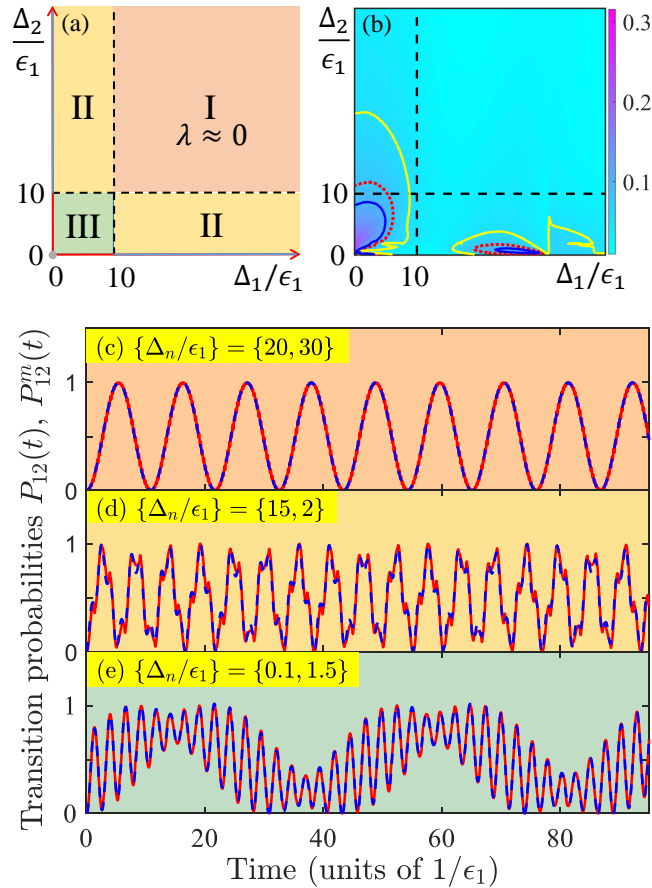 (a)
Δ₂/ϵ₁
II
I
λ ≈ 0
10
III
II
0
0
10
Δ₁/ϵ₁
(b)
Δ₂/ϵ₁
0.3
0.2
0.1
10
0
0
10
Δ₁/ϵ₁
Transition probabilities P₁₂(t), P₁₂ᵐ(t)
(c) {Δₙ/ϵ₁} = {20, 30}
1
0
(d) {Δₙ/ϵ₁} = {15, 2}
1
0
(e) {Δₙ/ϵ₁} = {0.1, 1.5}
1
0
0
20
40
60
80
Time (units of 1/ϵ₁)